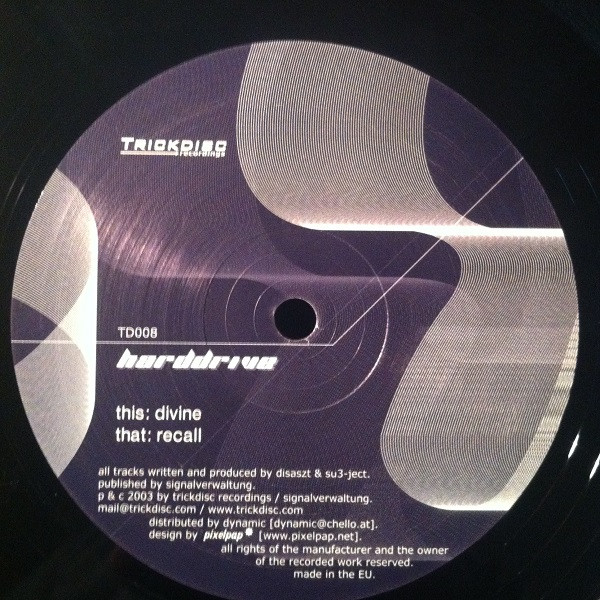 TRICKDISC
recordings
TD008
harddrive
this: divine
that: recall
all tracks written and produced by disaszt & su3-ject.
published by signalverwaltung.
p & c 2003 by trickdisc recordings / signalverwaltung.
mail@trickdisc.com / www.trickdisc.com
distributed by dynamic [dynamic@chello.at].
design by pixelpap [www.pixelpap.net].
all rights of the manufacturer and the owner
of the recorded work reserved.
made in the EU.